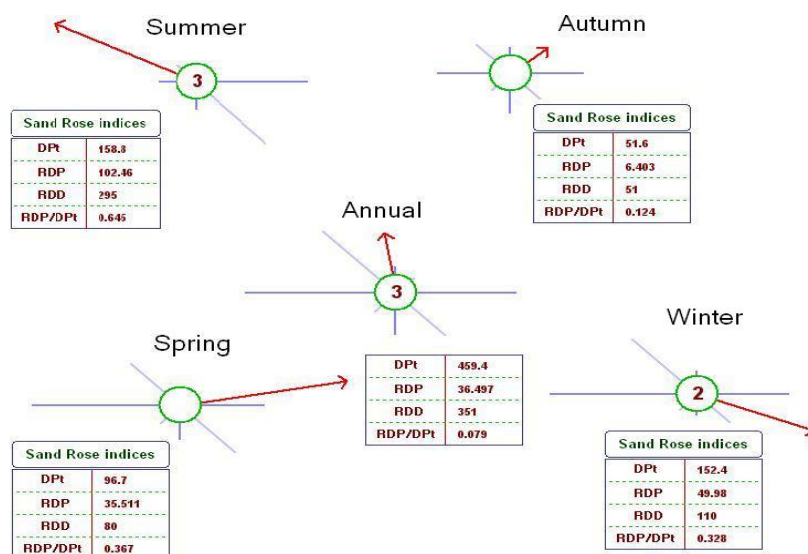 Summer
3
Sand Rose indices
DPt 158.8
RDP 102.46
RDD 295
RDP/DPt 0.645
Autumn
Sand Rose indices
DPt 51.6
RDP 6.403
RDD 51
RDP/DPt 0.124
Annual
3
DPt 459.4
RDP 36.497
RDD 351
RDP/DPt 0.079
Spring
Sand Rose indices
DPt 96.7
RDP 35.511
RDD 80
RDP/DPt 0.367
Winter
2
Sand Rose indices
DPt 152.4
RDP 49.98
RDD 110
RDP/DPt 0.328